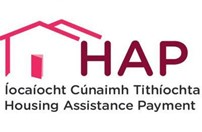 HAP
Íocaíocht Cúnaimh Tithíochta
Housing Assistance Payment